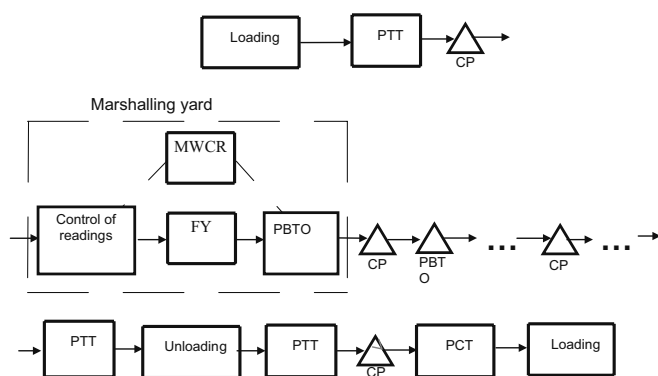 Loading
PTT
CP
Marshalling yard
MWCR
Control of
readings
FY
PBTO
CP
PBT
O
...
CP
...
PTT
Unloading
PTT
CP
PCT
Loading